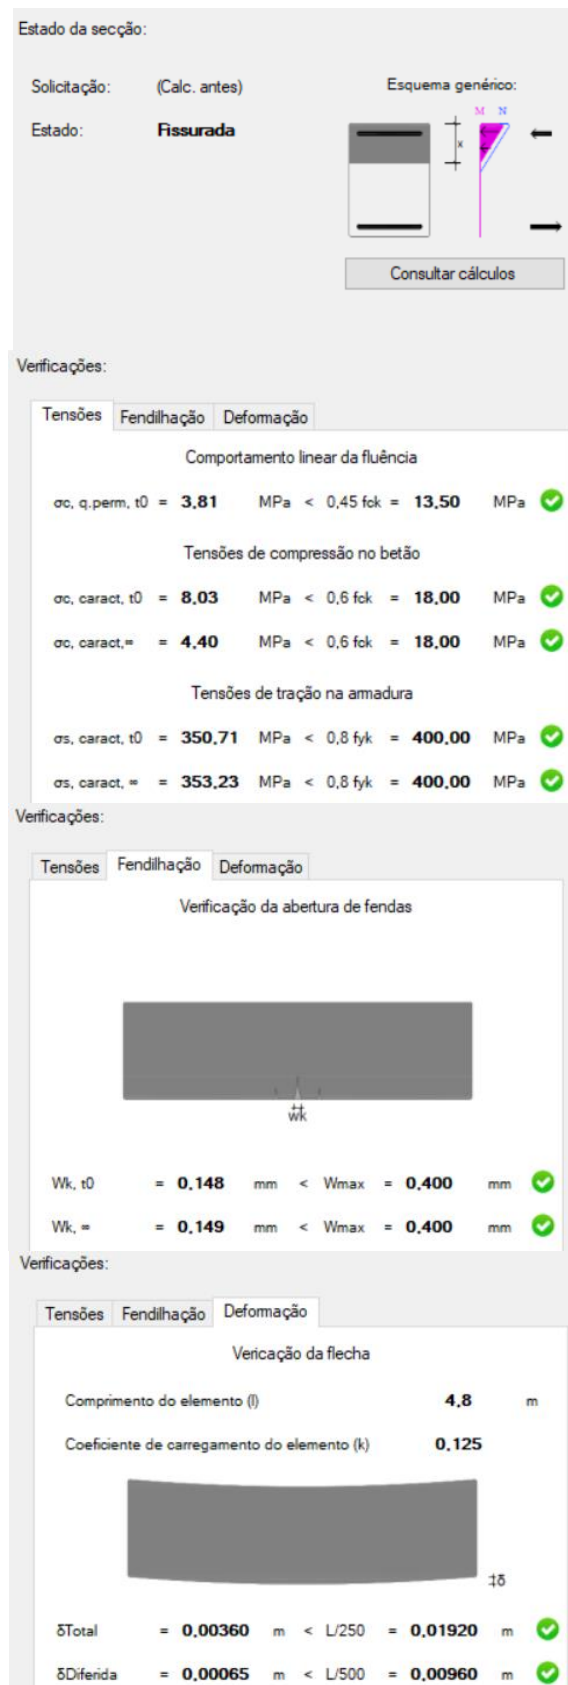 Estado da secção:
Solicitação: (Calc. antes) Esquema genérico:
M N
Estado: Fissurada
x
Consultar cálculos
Verificações:
Tensões Fendilhação Deformação
Comportamento linear da fluência
σc, q.perm, t0 = 3,81 MPa < 0,45 fck = 13,50 MPa
Tensões de compressão no betão
σc, caract, t0 = 8,03 MPa < 0,6 fck = 18,00 MPa
σc, caract,∞ = 4,40 MPa < 0,6 fck = 18,00 MPa
Tensões de tração na armadura
σs, caract, t0 = 350,71 MPa < 0,8 fyk = 400,00 MPa
σs, caract, ∞ = 353,23 MPa < 0,8 fyk = 400,00 MPa
Verificações:
Tensões Fendilhação Deformação
Verificação da abertura de fendas
wk
Wk, t0 = 0,148 mm < Wmax = 0,400 mm
Wk, ∞ = 0,149 mm < Wmax = 0,400 mm
Verificações:
Tensões Fendilhação Deformação
Vericação da flecha
Comprimento do elemento (l) 4,8 m
Coeficiente de carregamento do elemento (k) 0,125
δ
δTotal = 0,00360 m < L/250 = 0,01920 m
δDiferida = 0,00065 m < L/500 = 0,00960 m